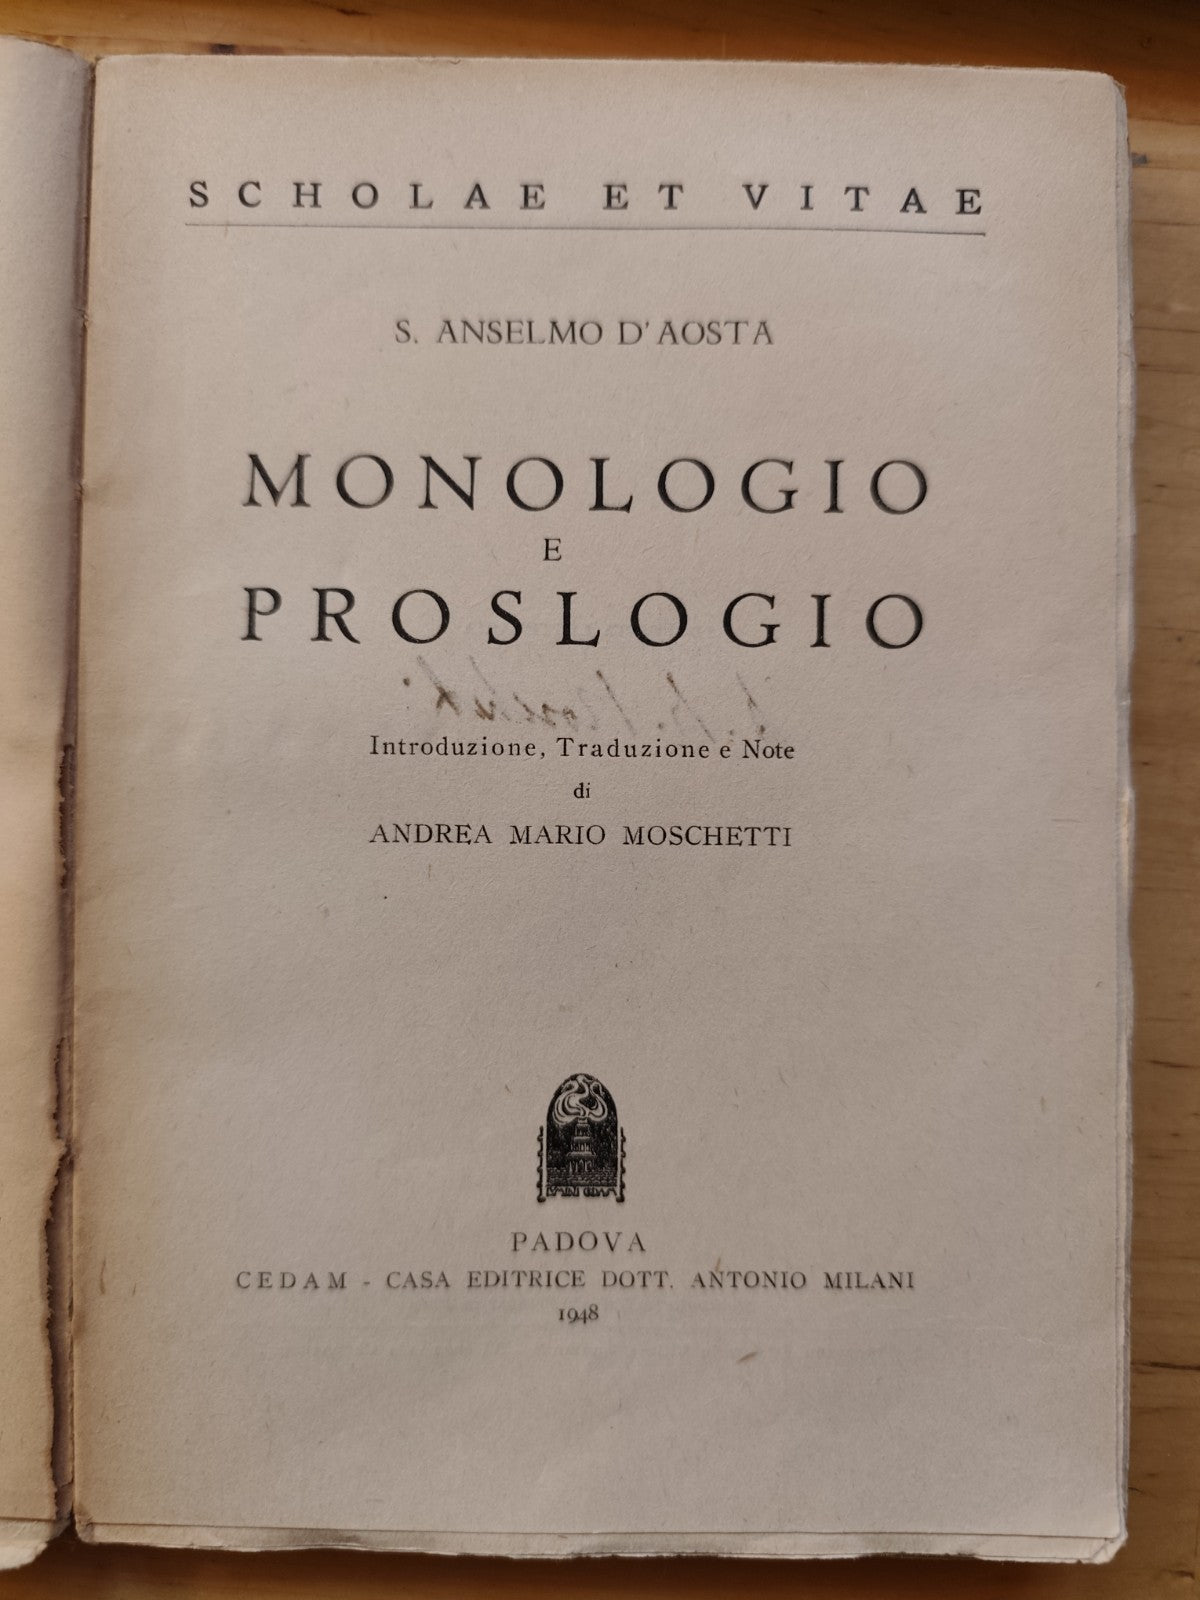 SCHOLAE ET VITAE
S. ANSELMO D'AOSTA
MONOLOGIO
E
PROSLOGIO
Introduzione, Traduzione e Note
di
ANDREA MARIO MOSCHETTI
PADOVA
CEDAM - CASA EDITRICE DOTT. ANTONIO MILANI
1948